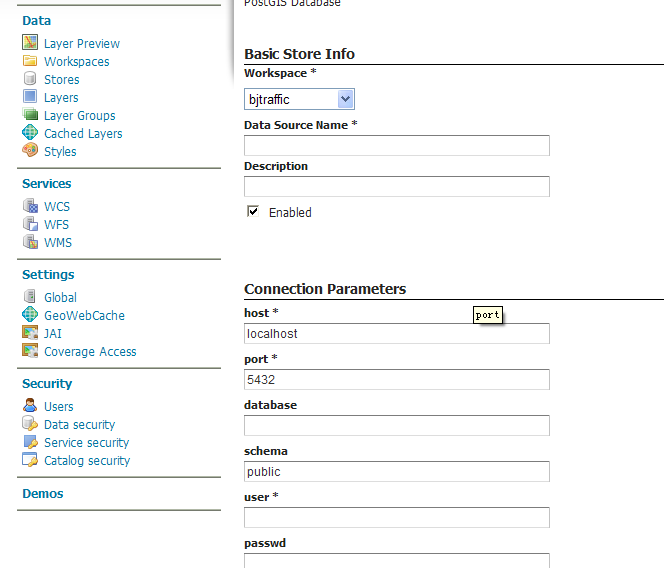 Data
Layer Preview
Workspaces
Stores
Layers
Layer Groups
Cached Layers
Styles
Services
WCS
WFS
WMS
Settings
Global
GeoWebCache
JAI
Coverage Access
Security
Users
Data security
Service security
Catalog security
Demos
PostGIS Database
Basic Store Info
Workspace *
bjtraffic
Data Source Name *
Description
Enabled
Connection Parameters
host *
port
localhost
port *
5432
database
schema
public
user *
passwd